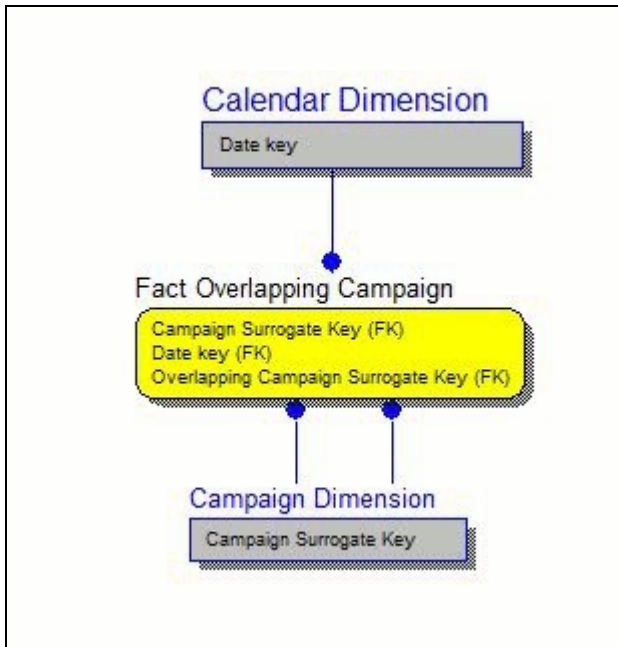 Calendar Dimension
Date key
Fact Overlapping Campaign
Campaign Surrogate Key (FK)
Date key (FK)
Overlapping Campaign Surrogate Key (FK)
Campaign Dimension
Campaign Surrogate Key